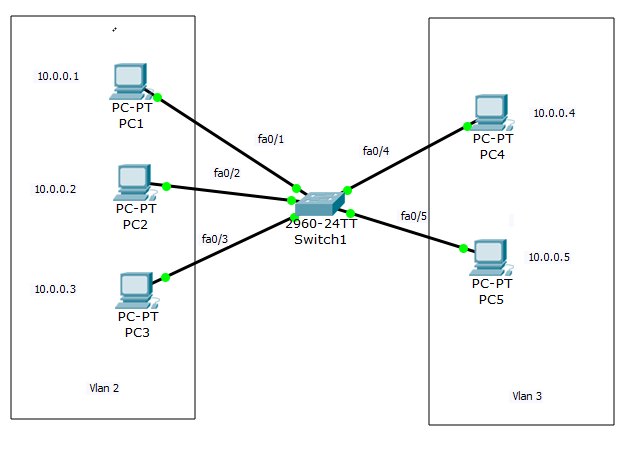 10.0.0.1
PC-PT
PC1
fa0/1
10.0.0.2
PC-PT
PC2
fa0/2
10.0.0.3
PC-PT
PC3
fa0/3
Vlan 2
2960-24TT
Switch1
fa0/4
10.0.0.4
PC-PT
PC4
fa0/5
10.0.0.5
PC-PT
PC5
Vlan 3